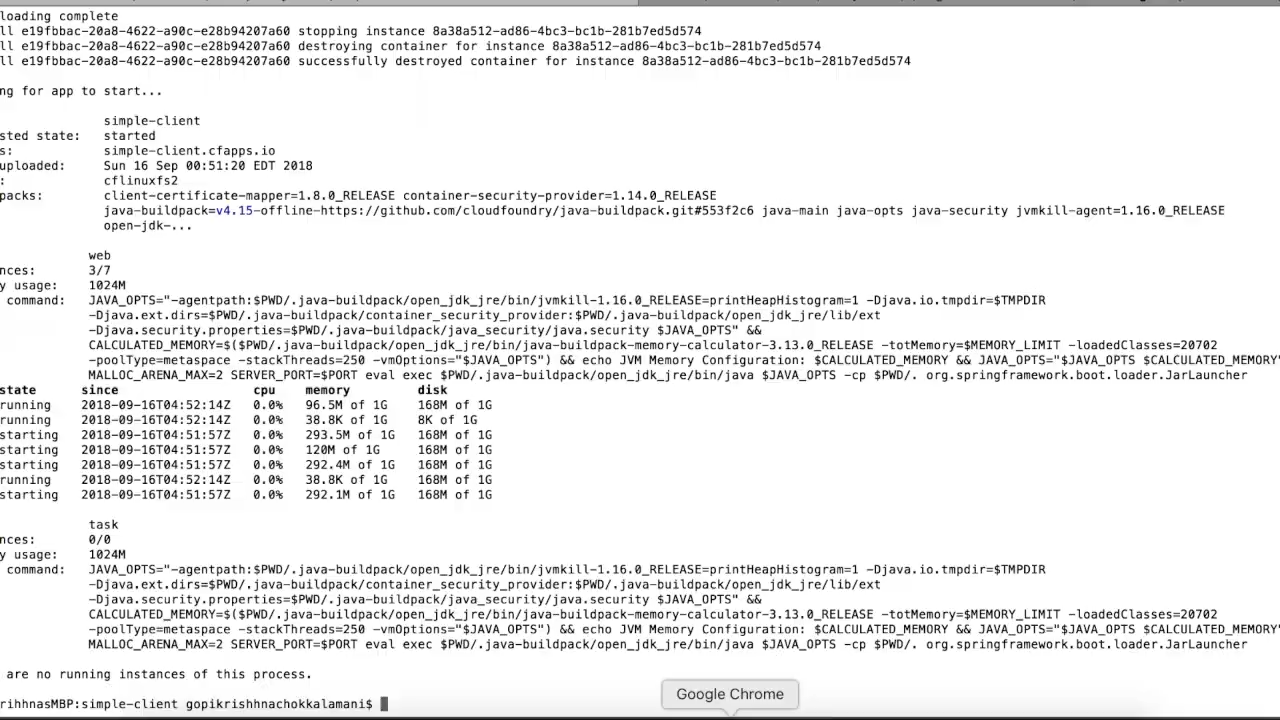 loading complete
ll e19fbbac-20a8-4622-a90c-e28b94207a60 stopping instance 8a38a512-ad86-4bc3-bc1b-281b7ed5d574
ll e19fbbac-20a8-4622-a90c-e28b94207a60 destroying container for instance 8a38a512-ad86-4bc3-bc1b-281b7ed5d574
ll e19fbbac-20a8-4622-a90c-e28b94207a60 successfully destroyed container for instance 8a38a512-ad86-4bc3-bc1b-281b7ed5d574
ng for app to start...
simple-client
sted state: started
s: simple-client.cfapps.io
uploaded: Sun 16 Sep 00:51:20 EDT 2018
: cflinuxfs2
packs: client-certificate-mapper=1.8.0_RELEASE container-security-provider=1.14.0_RELEASE
java-buildpack=v4.15-offline-https://github.com/cloudfoundry/java-buildpack.git#553f2c6 java-main java-opts java-security jvmkill-agent=1.16.0_RELEASE
open-jdk-...
web
nces: 3/7
y usage: 1024M
command: JAVA_OPTS="-agentpath:$PWD/.java-buildpack/open_jdk_jre/bin/jvmkill-1.16.0_RELEASE=printHeapHistogram=1 -Djava.io.tmpdir=$TMPDIR
-Djava.ext.dirs=$PWD/.java-buildpack/container_security_provider:$PWD/.java-buildpack/open_jdk_jre/lib/ext
-Djava.security.properties=$PWD/.java-buildpack/java_security/java.security $JAVA_OPTS" &&
CALCULATED_MEMORY=$($PWD/.java-buildpack/open_jdk_jre/bin/java-buildpack-memory-calculator-3.13.0_RELEASE -totMemory=$MEMORY_LIMIT -loadedClasses=20702
-poolType=metaspace -stackThreads=250 -vmOptions="$JAVA_OPTS") && echo JVM Memory Configuration: $CALCULATED_MEMORY && JAVA_OPTS="$JAVA_OPTS $CALCULATED_MEMORY"
MALLOC_ARENA_MAX=2 SERVER_PORT=$PORT eval exec $PWD/.java-buildpack/open_jdk_jre/bin/java $JAVA_OPTS -cp $PWD/. org.springframework.boot.loader.JarLauncher
state since cpu memory disk
running 2018-09-16T04:52:14Z 0.0% 96.5M of 1G 168M of 1G
running 2018-09-16T04:52:14Z 0.0% 38.8K of 1G 8K of 1G
starting 2018-09-16T04:51:57Z 0.0% 293.5M of 1G 168M of 1G
starting 2018-09-16T04:51:57Z 0.0% 120M of 1G 168M of 1G
starting 2018-09-16T04:51:57Z 0.0% 292.4M of 1G 168M of 1G
running 2018-09-16T04:52:14Z 0.0% 38.8K of 1G 168M of 1G
starting 2018-09-16T04:51:57Z 0.0% 292.1M of 1G 168M of 1G
task
nces: 0/0
y usage: 1024M
command: JAVA_OPTS="-agentpath:$PWD/.java-buildpack/open_jdk_jre/bin/jvmkill-1.16.0_RELEASE=printHeapHistogram=1 -Djava.io.tmpdir=$TMPDIR
-Djava.ext.dirs=$PWD/.java-buildpack/container_security_provider:$PWD/.java-buildpack/open_jdk_jre/lib/ext
-Djava.security.properties=$PWD/.java-buildpack/java_security/java.security $JAVA_OPTS" &&
CALCULATED_MEMORY=$($PWD/.java-buildpack/open_jdk_jre/bin/java-buildpack-memory-calculator-3.13.0_RELEASE -totMemory=$MEMORY_LIMIT -loadedClasses=20702
-poolType=metaspace -stackThreads=250 -vmOptions="$JAVA_OPTS") && echo JVM Memory Configuration: $CALCULATED_MEMORY && JAVA_OPTS="$JAVA_OPTS $CALCULATED_MEMORY"
MALLOC_ARENA_MAX=2 SERVER_PORT=$PORT eval exec $PWD/.java-buildpack/open_jdk_jre/bin/java $JAVA_OPTS -cp $PWD/. org.springframework.boot.loader.JarLauncher
are no running instances of this process.
rihhnasMBP:simple-client gopikrishhnachokkalamani$
Google Chrome